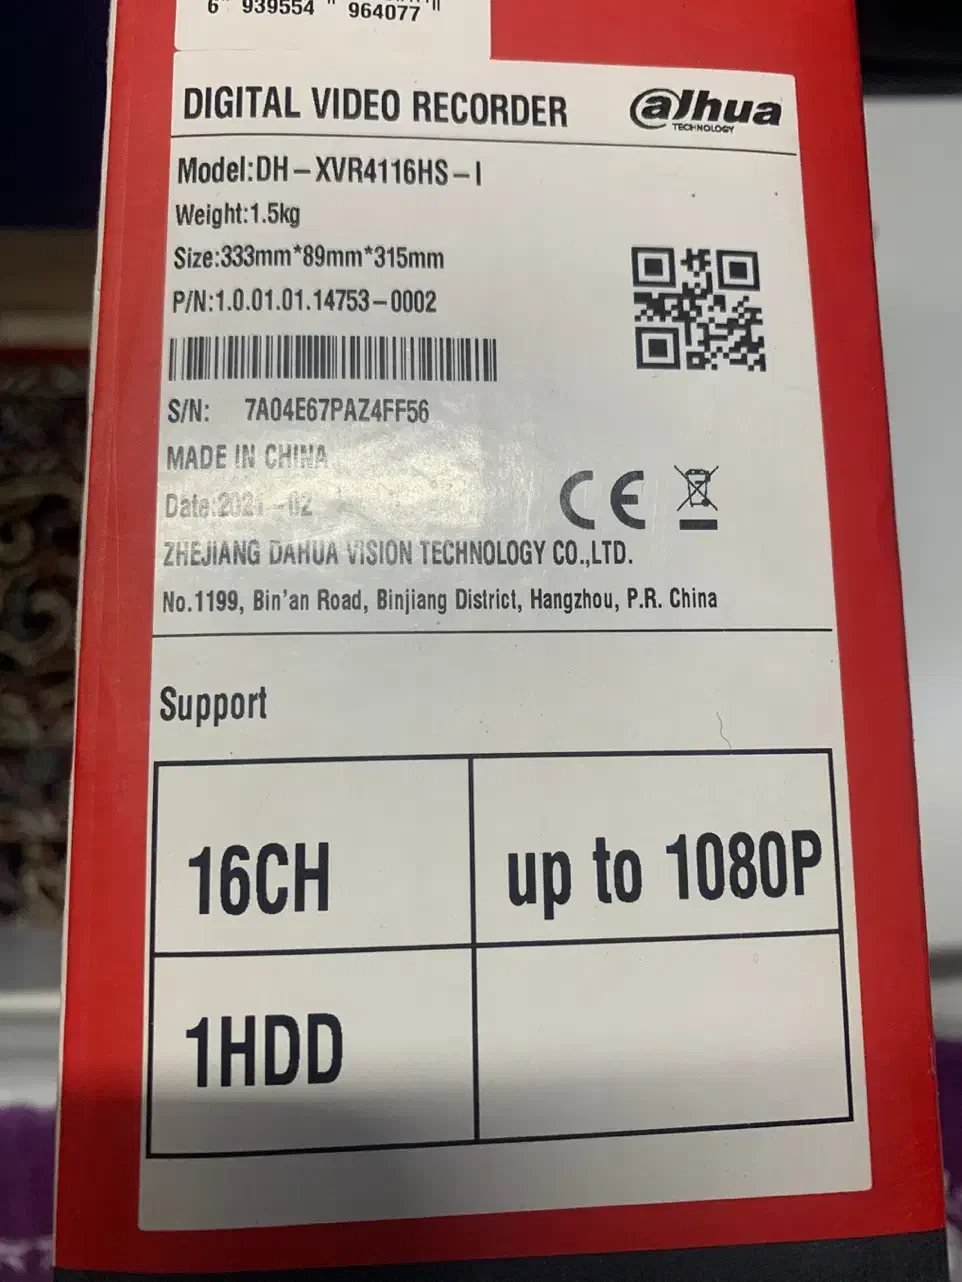 6 939554 964077
DIGITAL VIDEO RECORDER
alhua
TECHNOLOGY
Model:DH-XVR4116HS-I
Weight:1.5kg
Size:333mm*89mm*315mm
P/N:1.0.01.01.14753-0002
S/N: 7A04E67PAZ4FF56
MADE IN CHINA
Date:2021-02
CE
ZHEJIANG DAHUA VISION TECHNOLOGY CO.,LTD.
No.1199, Bin'an Road, Binjiang District, Hangzhou, P.R. China
Support
16CH
up to 1080P
1HDD